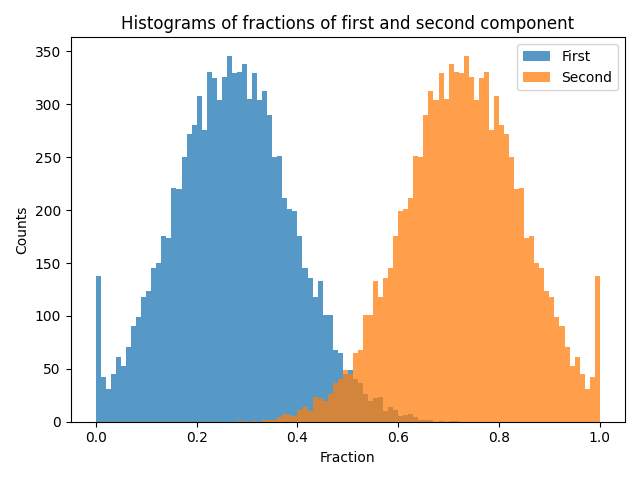 Histograms of fractions of first and second component
First
Second
Counts
350
300
250
200
150
100
50
0
0.0 0.2 0.4 0.6 0.8 1.0
Fraction